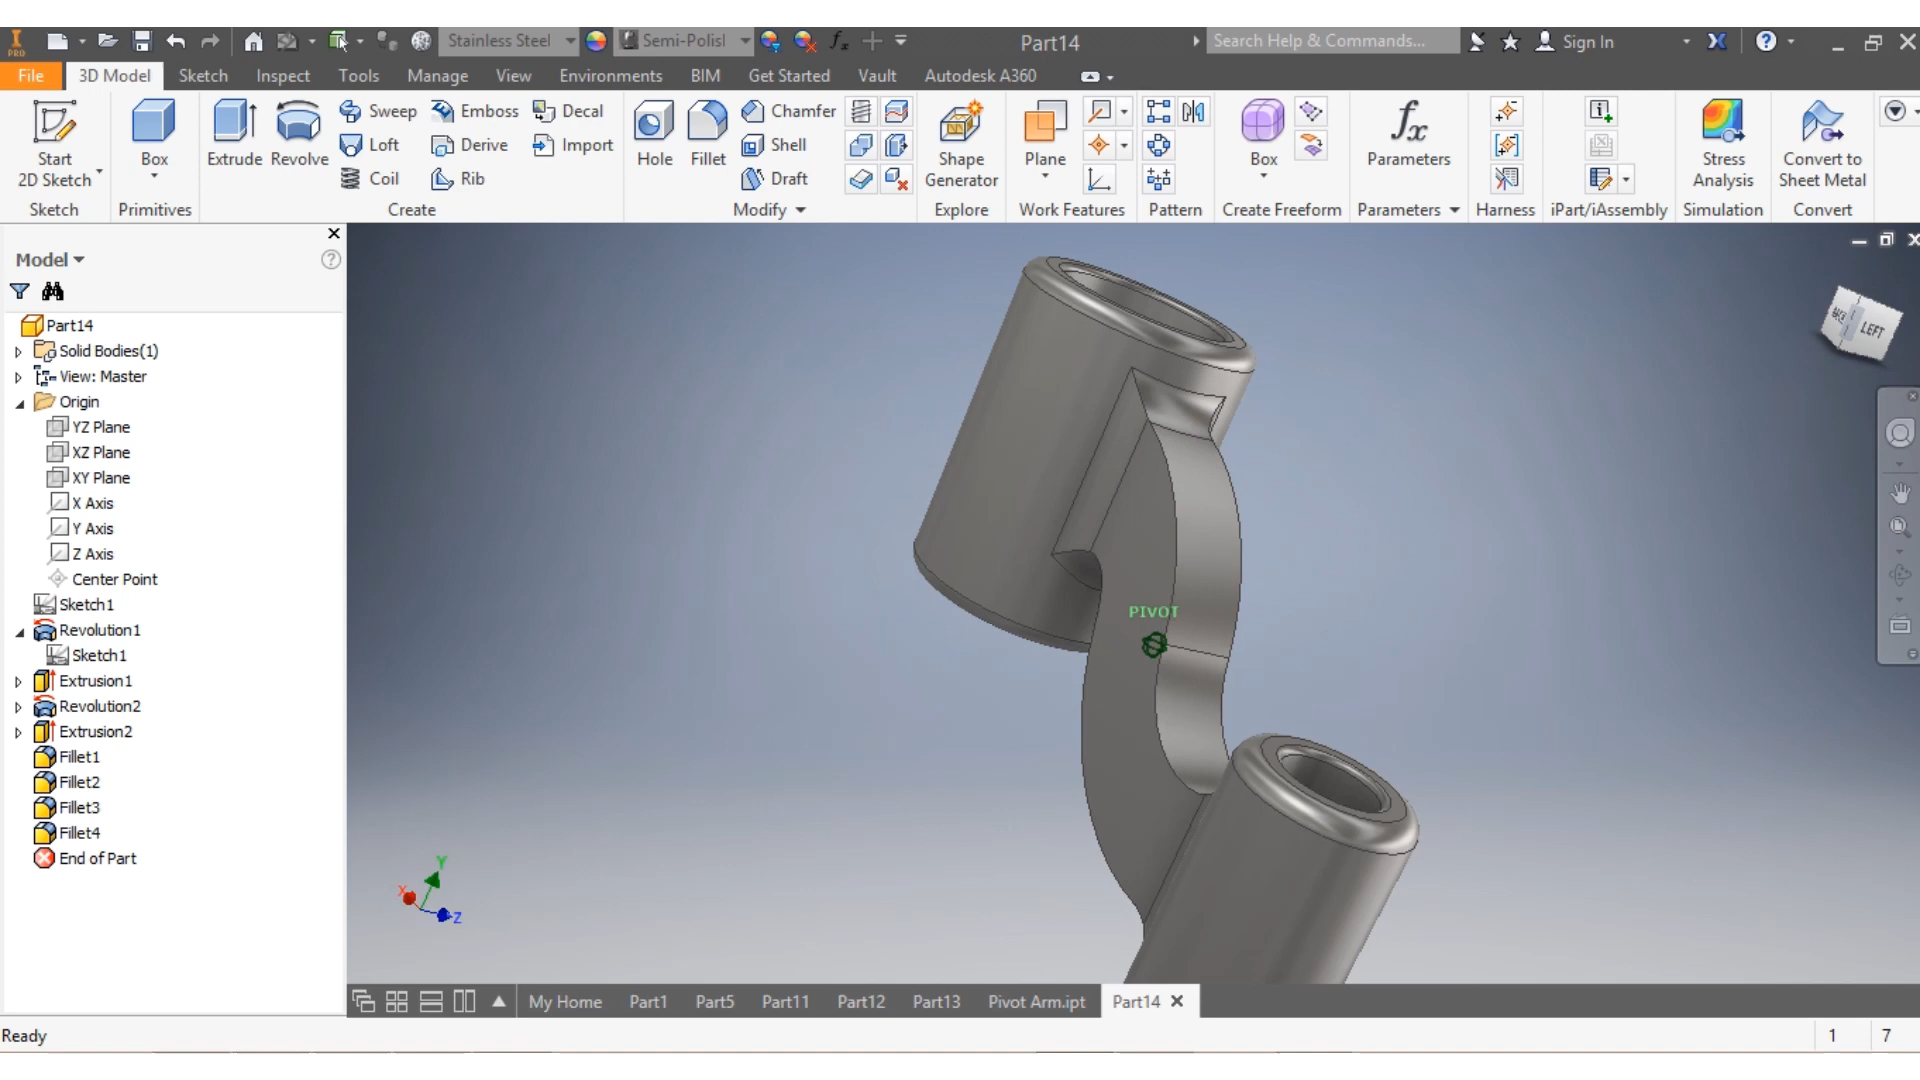 PRO Stainless Steel Semi-Polisl fx Part14 Search Help & Commands... Sign In
File 3D Model Sketch Inspect Tools Manage View Environments BIM Get Started Vault Autodesk A360
Start 2D Sketch
Sketch
Box
Primitives
Extrude Revolve
Sweep Emboss Decal
Loft Derive Import
Coil Rib
Create
Hole Fillet
Chamfer
Shell
Draft
Modify
Shape Generator
Explore
Plane
Work Features
Pattern
Box
Create Freeform
fx
Parameters
Parameters
Harness
iPart/iAssembly
Stress Analysis
Simulation
Convert to Sheet Metal
Convert
Model
Part14
Solid Bodies(1)
View: Master
Origin
YZ Plane
XZ Plane
XY Plane
X Axis
Y Axis
Z Axis
Center Point
Sketch1
Revolution1
Sketch1
Extrusion1
Revolution2
Extrusion2
Fillet1
Fillet2
Fillet3
Fillet4
End of Part
LEFT
PIVOT
Y
X
Z
My Home Part1 Part5 Part11 Part12 Part13 Pivot Arm.ipt Part14
Ready
1 7